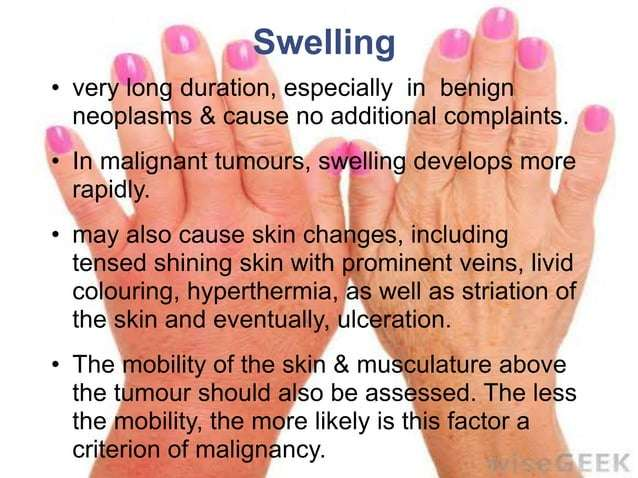 Swelling
• very long duration, especially in benign
neoplasms & cause no additional complaints.
• In malignant tumours, swelling develops more
rapidly.
• may also cause skin changes, including
tensed shining skin with prominent veins, livid
colouring, hyperthermia, as well as striation of
the skin and eventually, ulceration.
• The mobility of the skin & musculature above
the tumour should also be assessed. The less
the mobility, the more likely is this factor a
criterion of malignancy.
wiseGEEK